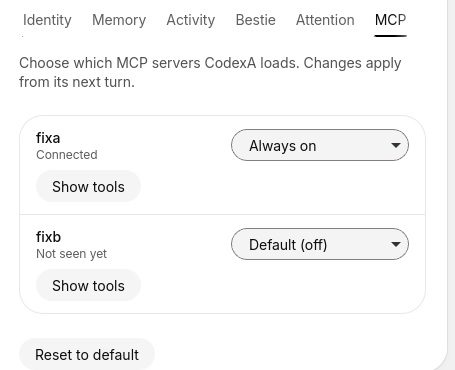 Identity Memory Activity Bestie Attention MCP
Choose which MCP servers CodexA loads. Changes apply
from its next turn.
fixa
Connected
Always on
Show tools
fixb
Not seen yet
Default (off)
Show tools
Reset to default